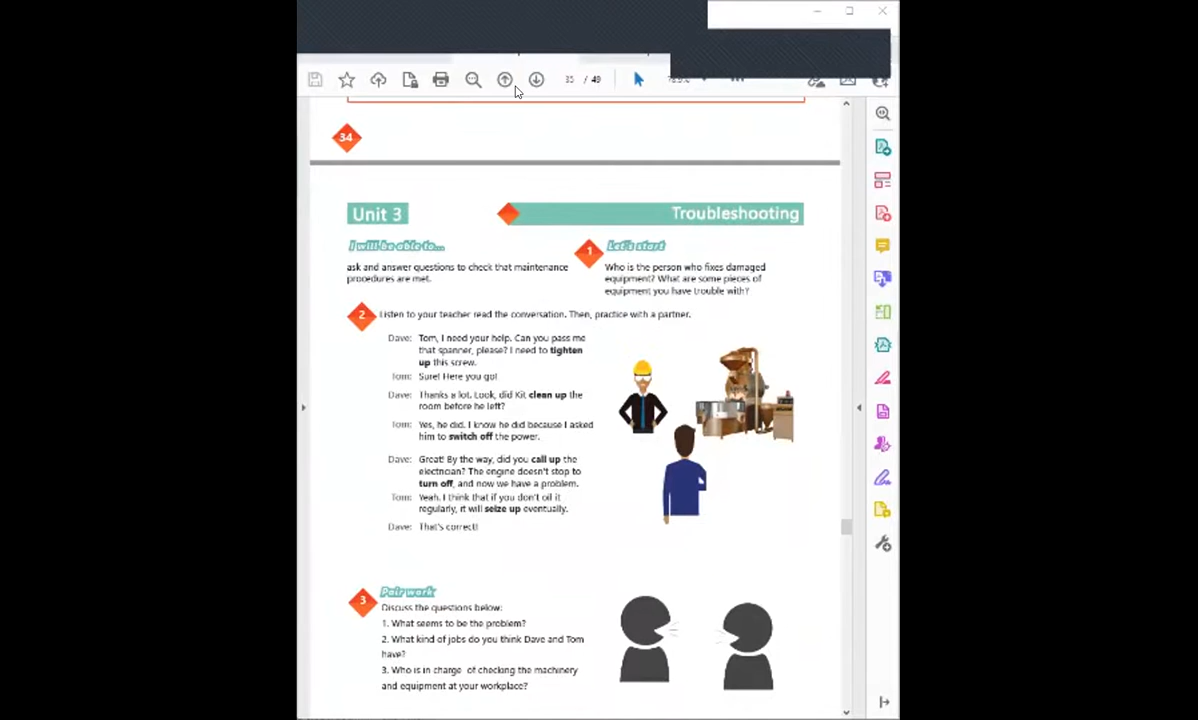 35 / 49
34
Unit 3
Troubleshooting
I will be able to...
ask and answer questions to check that maintenance
procedures are met.
1
Let's start
Who is the person who fixes damaged
equipment? What are some pieces of
equipment you have trouble with?
2
Listen to your teacher read the conversation. Then, practice with a partner.
Dave: Tom, I need your help. Can you pass me
that spanner, please? I need to tighten
up this screw.
Tom: Sure! Here you go!
Dave: Thanks a lot. Look, did Kit clean up the
room before he left?
Tom: Yes, he did. I know he did because I asked
him to switch off the power.
Dave: Great! By the way, did you call up the
electrician? The engine doesn't stop to
turn off, and now we have a problem.
Tom: Yeah. I think that if you don't oil it
regularly, it will seize up eventually.
Dave: That's correct!
3
Pair work
Discuss the questions below:
1. What seems to be the problem?
2. What kind of jobs do you think Dave and Tom
have?
3. Who is in charge of checking the machinery
and equipment at your workplace?